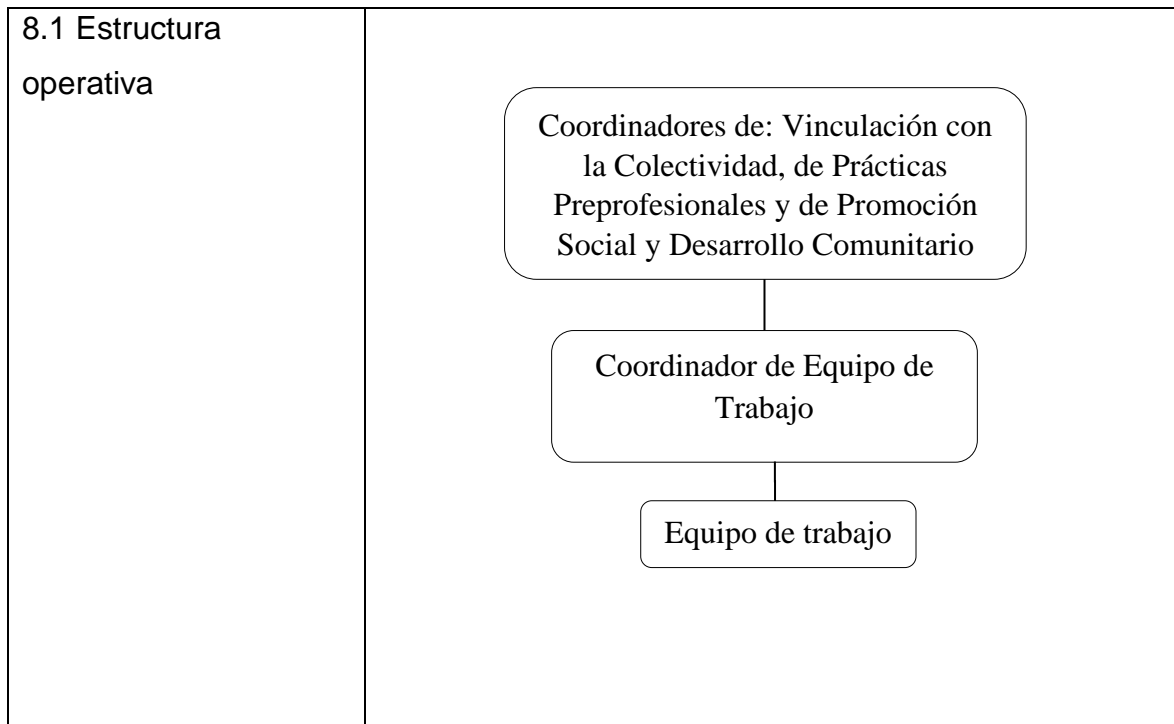 8.1 Estructura
operativa
Coordinadores de: Vinculación con
la Colectividad, de Prácticas
Preprofesionales y de Promoción
Social y Desarrollo Comunitario
Coordinador de Equipo de
Trabajo
Equipo de trabajo